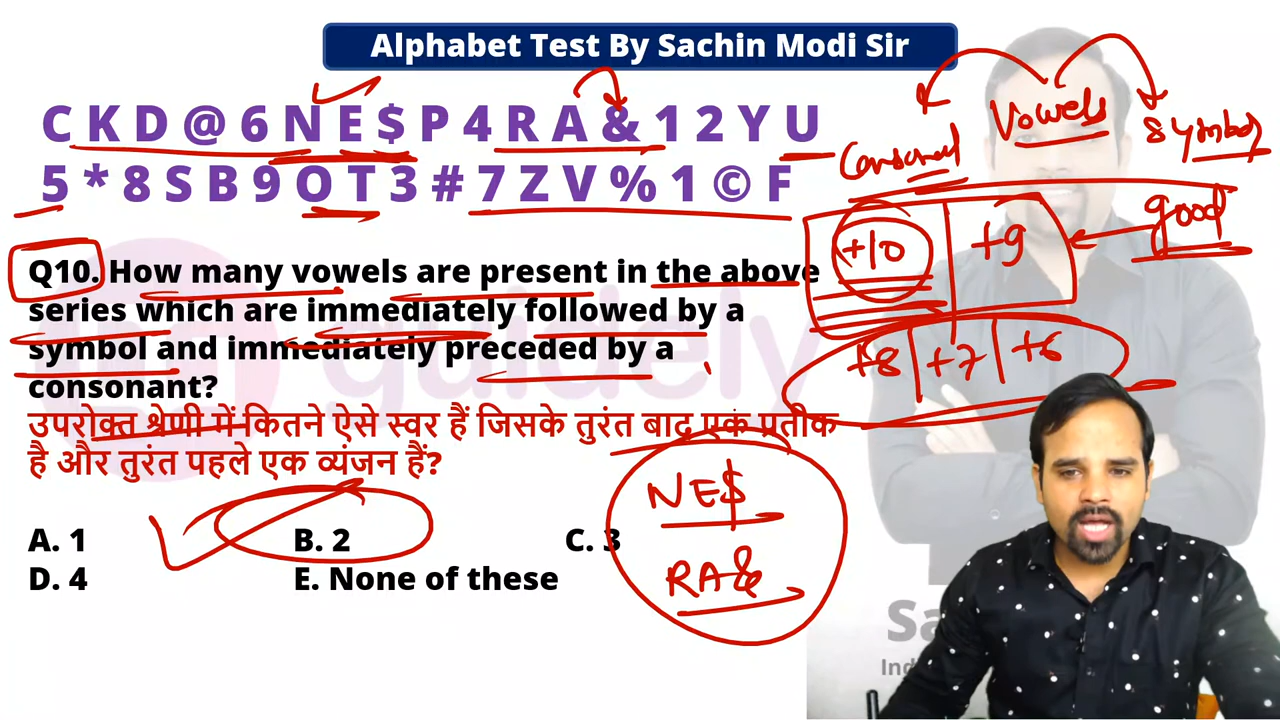 Alphabet Test By Sachin Modi Sir
C K D @ 6 N E $ P 4 R A & 1 2 Y U
5 * 8 S B 9 O T 3 # 7 Z V % 1 © F
Vowels
Symbol
good
+10 +9
+8 +7 +6
Q10. How many vowels are present in the above
series which are immediately followed by a
symbol and immediately preceded by a
consonant?
उपरोक्त श्रेणी में कितने ऐसे स्वर हैं जिसके तुरंत बाद एक प्रतीक
है और तुरंत पहले एक व्यंजन हैं?
NE$
RA&
A. 1 B. 2 C. 3
D. 4 E. None of these